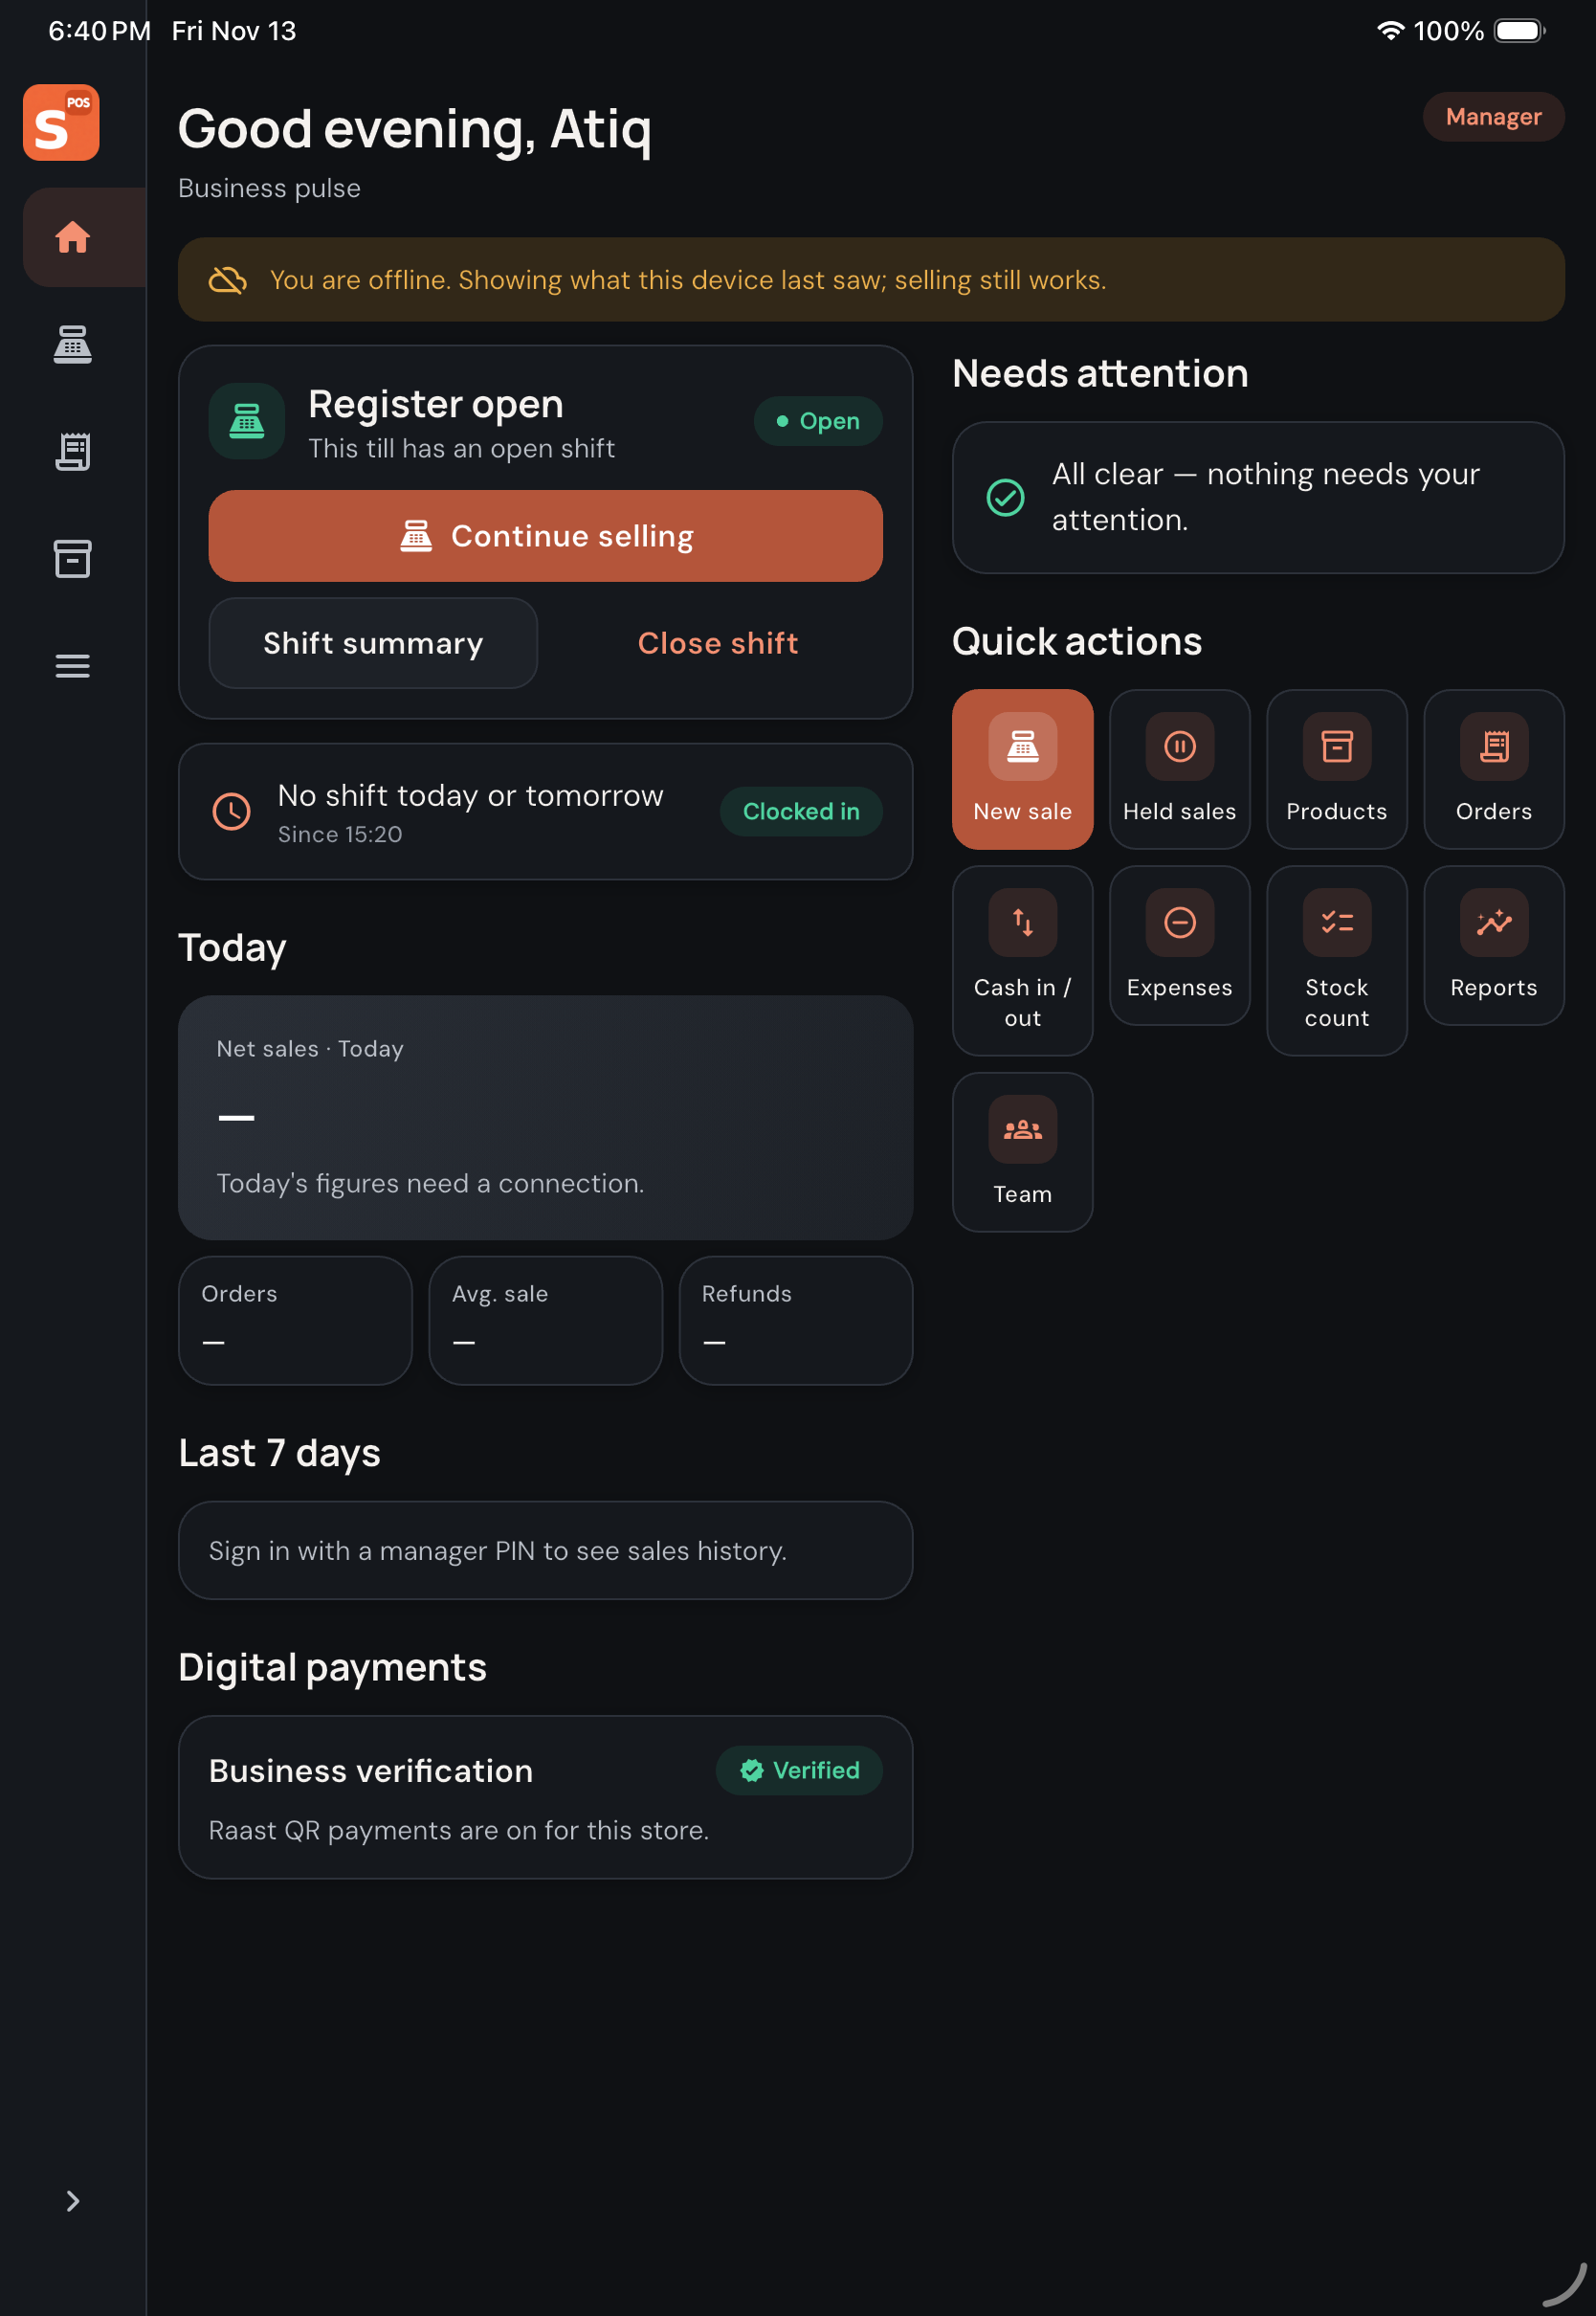 6:40 PM Fri Nov 13
100%
S POS
Good evening, Atiq
Manager
Business pulse
You are offline. Showing what this device last saw; selling still works.
Register open
This till has an open shift
Open
Continue selling
Shift summary
Close shift
No shift today or tomorrow
Since 15:20
Clocked in
Today
Net sales · Today
—
Today's figures need a connection.
Orders
—
Avg. sale
—
Refunds
—
Last 7 days
Sign in with a manager PIN to see sales history.
Digital payments
Business verification
Verified
Raast QR payments are on for this store.
Needs attention
All clear — nothing needs your
attention.
Quick actions
New sale
Held sales
Products
Orders
Cash in /
out
Expenses
Stock
count
Reports
Team